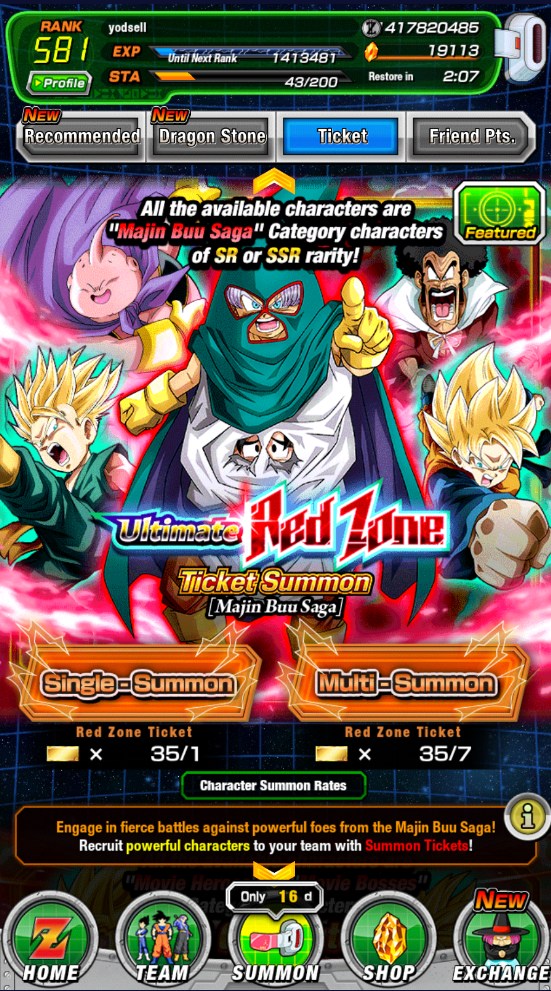 RANK
581
Profile
yodsell
EXP
Until Next Rank 1413481
STA
43/200
417820485
19113
Restore in 2:07
New
Recommended
New
Dragon Stone
Ticket
Friend Pts.
All the available characters are
"Majin Buu Saga" Category characters
of SR or SSR rarity!
Featured
Ultimate Red Zone
Ticket Summon
[Majin Buu Saga]
Single-Summon
Multi-Summon
Red Zone Ticket
× 35/1
Red Zone Ticket
× 35/7
Character Summon Rates
i
Engage in fierce battles against powerful foes from the Majin Buu Saga!
Recruit powerful characters to your team with Summon Tickets!
Only 16 d
New
Z
HOME
TEAM
SUMMON
SHOP
EXCHANGE